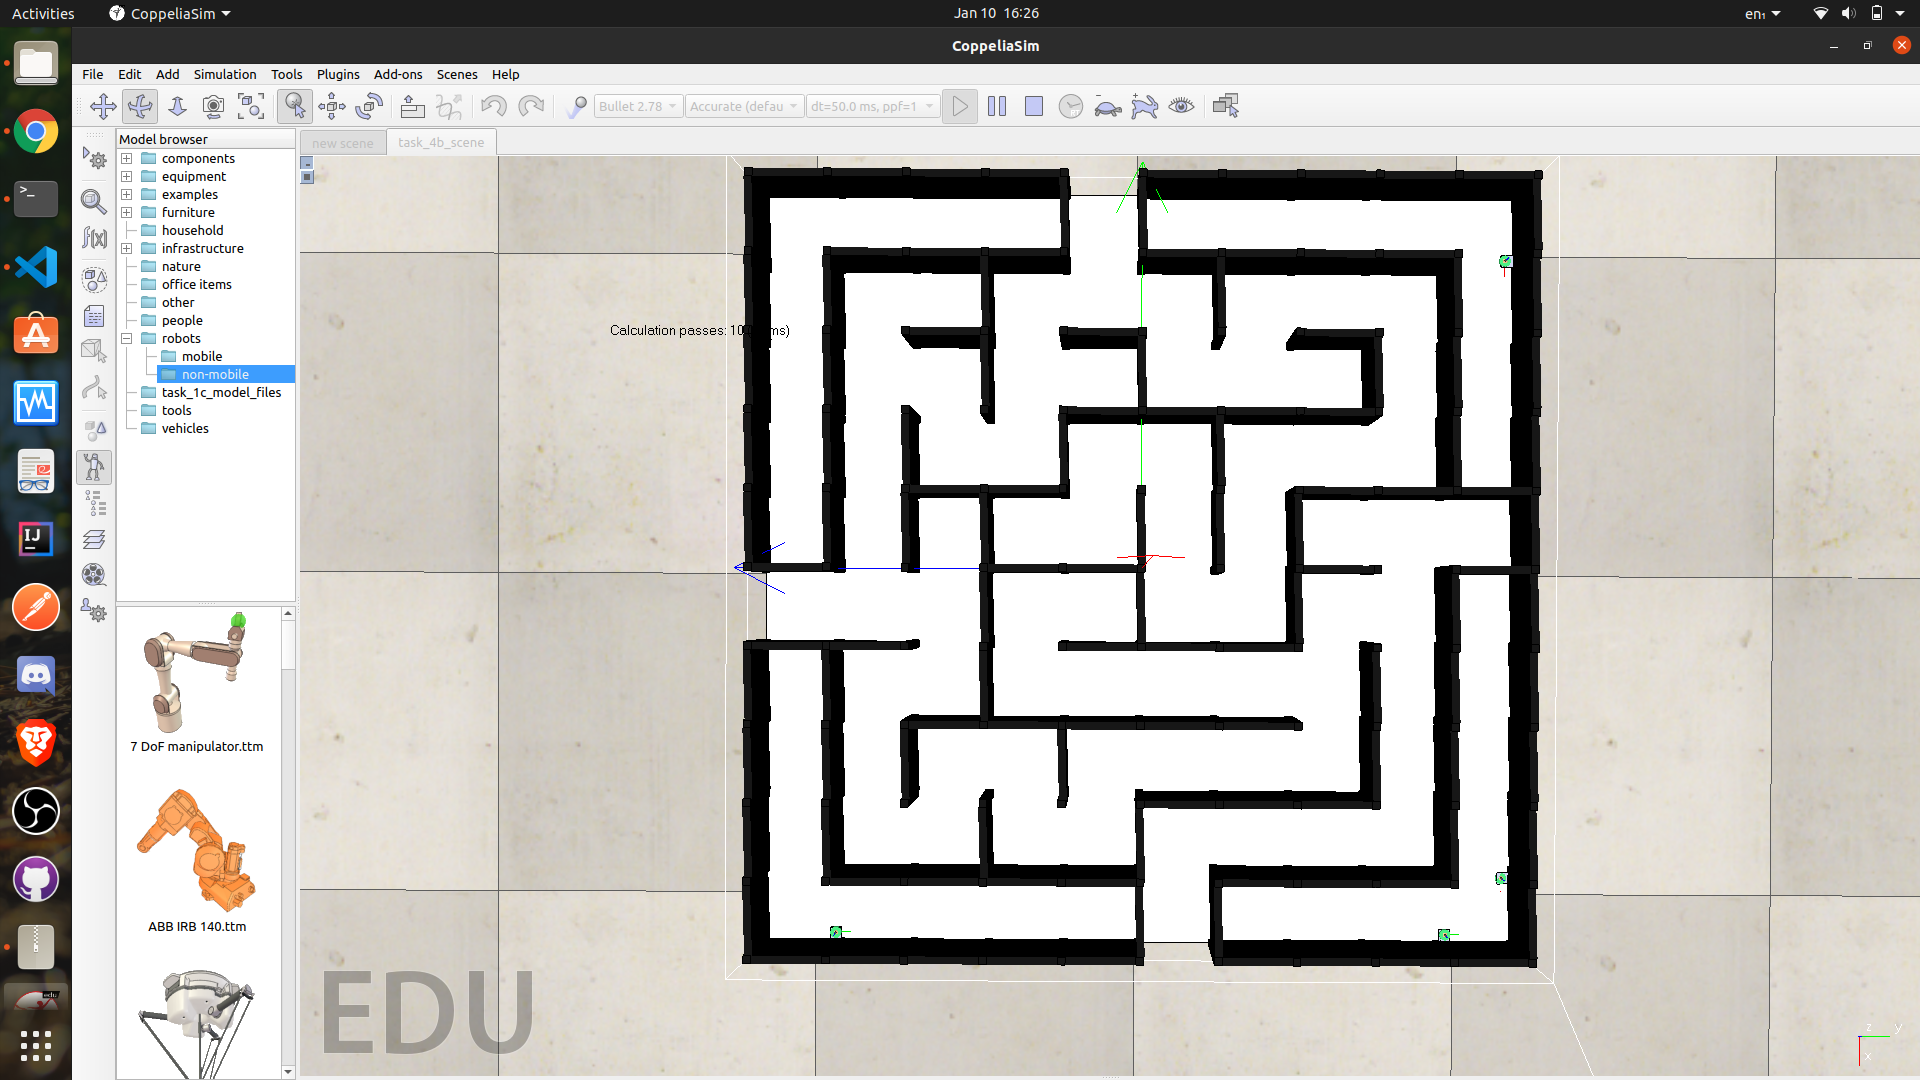 Activities
CoppeliaSim
Jan 10 16:26
en₁
CoppeliaSim
File Edit Add Simulation Tools Plugins Add-ons Scenes Help
Bullet 2.78
Accurate (defau
dt=50.0 ms, ppf=1
Model browser
new scene
task_4b_scene
components
equipment
examples
furniture
household
infrastructure
nature
office items
other
people
robots
mobile
non-mobile
task_1c_model_files
tools
vehicles
f(x)
Calculation passes: 10 ms)
7 DoF manipulator.ttm
ABB IRB 140.ttm
EDU
z
y
x
IJ
edu